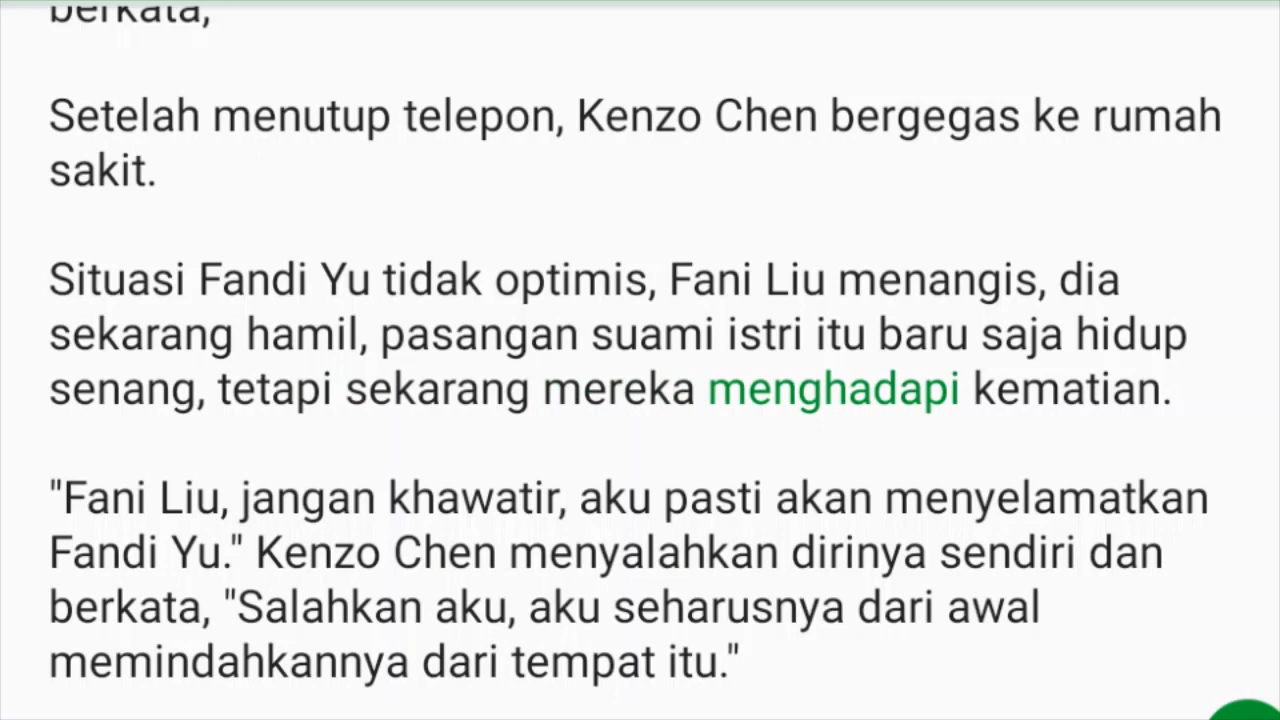 berkata,
Setelah menutup telepon, Kenzo Chen bergegas ke rumah
sakit.
Situasi Fandi Yu tidak optimis, Fani Liu menangis, dia
sekarang hamil, pasangan suami istri itu baru saja hidup
senang, tetapi sekarang mereka menghadapi kematian.
"Fani Liu, jangan khawatir, aku pasti akan menyelamatkan
Fandi Yu." Kenzo Chen menyalahkan dirinya sendiri dan
berkata, "Salahkan aku, aku seharusnya dari awal
memindahkannya dari tempat itu."